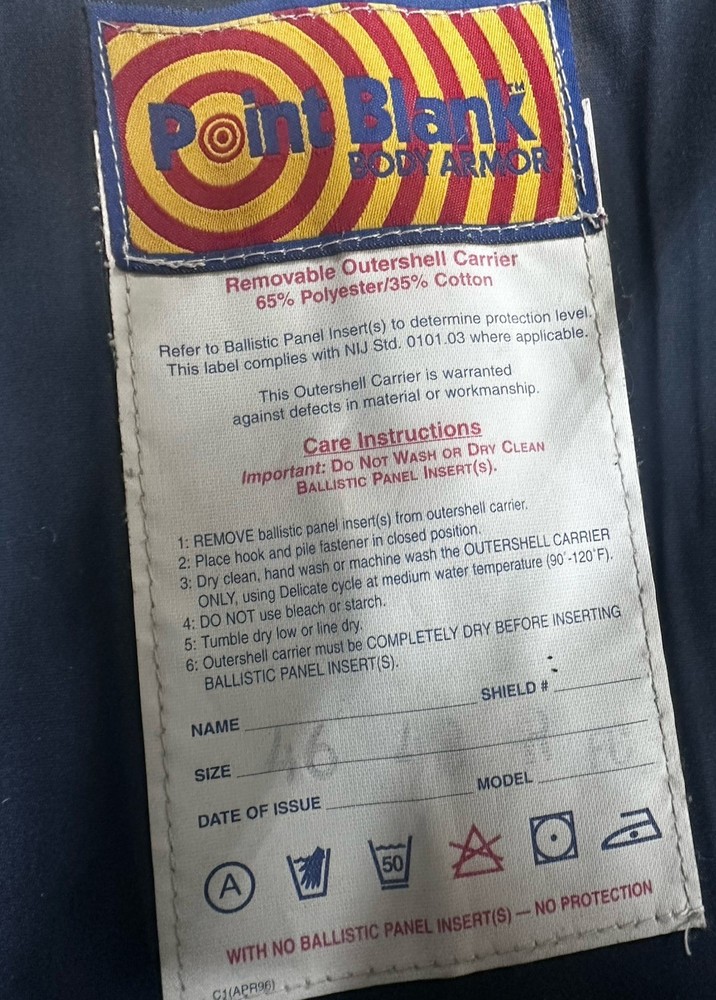 Point Blank™
BODY ARMOR
Removable Outershell Carrier
65% Polyester/35% Cotton
Refer to Ballistic Panel Insert(s) to determine protection level.
This label complies with NIJ Std. 0101.03 where applicable.
This Outershell Carrier is warranted
against defects in material or workmanship.
Care Instructions
Important: DO NOT WASH OR DRY CLEAN
BALLISTIC PANEL INSERT(S).
1: REMOVE ballistic panel insert(s) from outershell carrier.
2: Place hook and pile fastener in closed position.
3: Dry clean, hand wash or machine wash the OUTERSHELL CARRIER
ONLY, using Delicate cycle at medium water temperature (90°-120°F).
4: DO NOT use bleach or starch.
5: Tumble dry low or line dry.
6: Outershell carrier must be COMPLETELY DRY BEFORE INSERTING
BALLISTIC PANEL INSERT(S).
NAME SHIELD #
SIZE 46
DATE OF ISSUE MODEL
A 50
WITH NO BALLISTIC PANEL INSERT(S) — NO PROTECTION
C1(APR96)